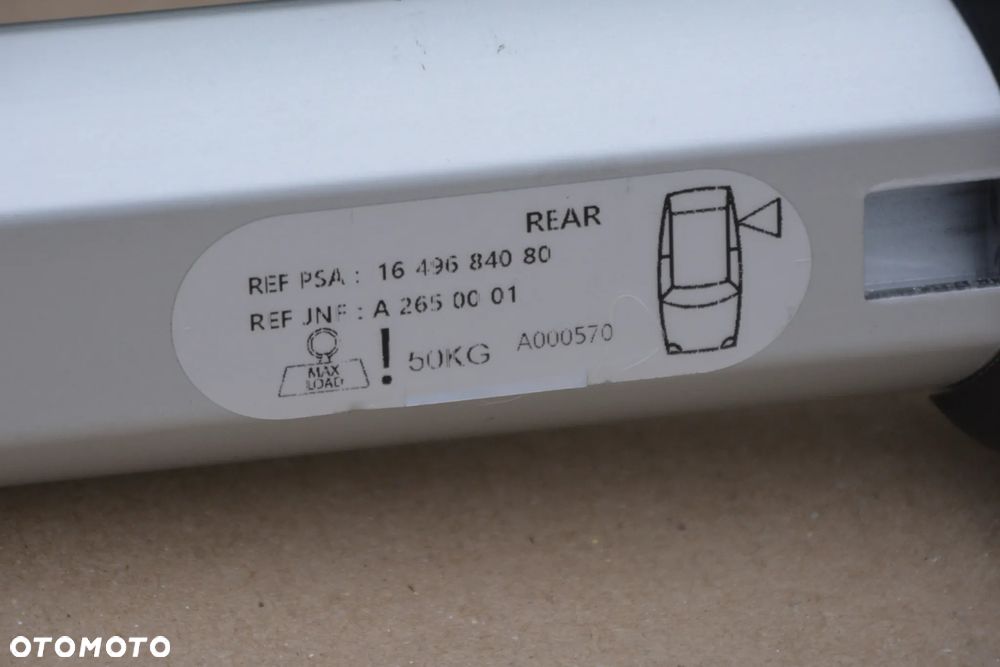 REAR
REF PSA : 16 496 840 80
REF JNF : A 265 00 01
MAX LOAD ! 50KG A000570
OTOMOTO